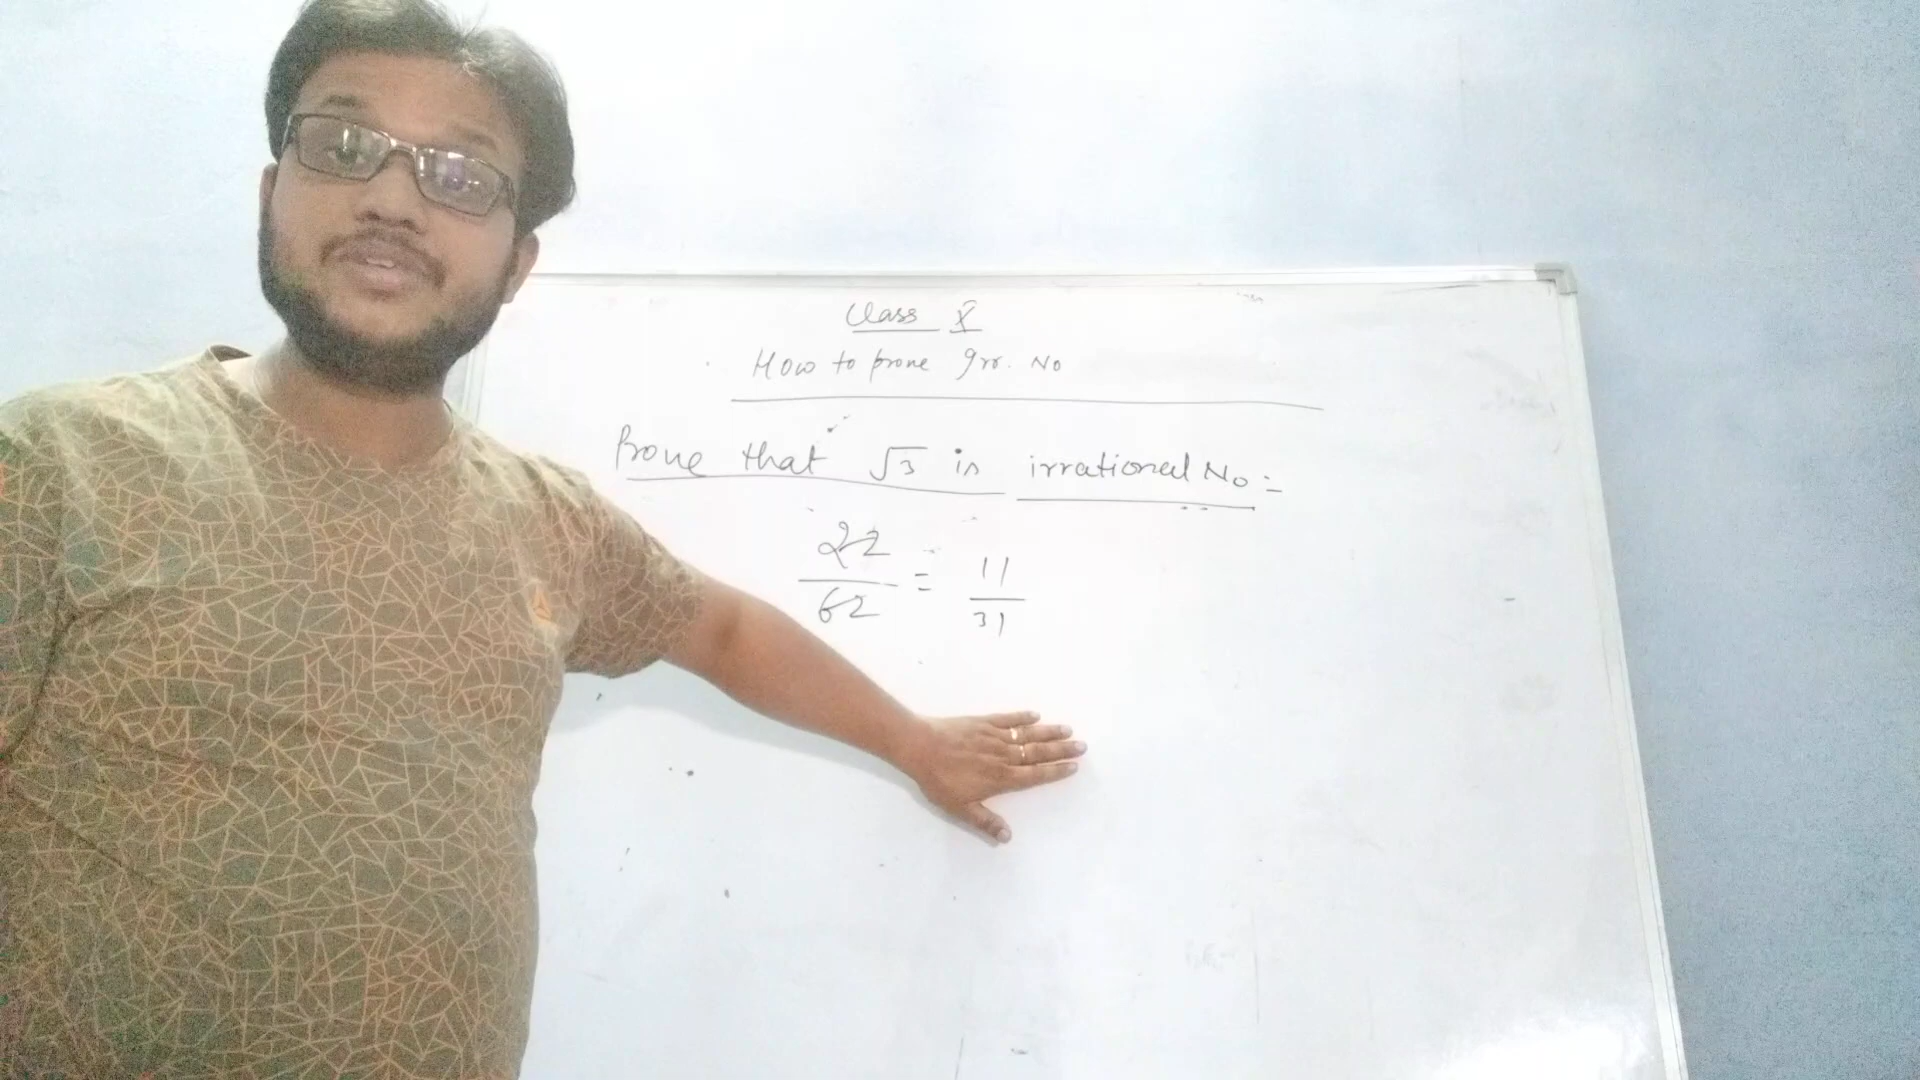 Class X
How to prove Irr. No
Prove that √3 is irrational No:-
22/62 = 11/31